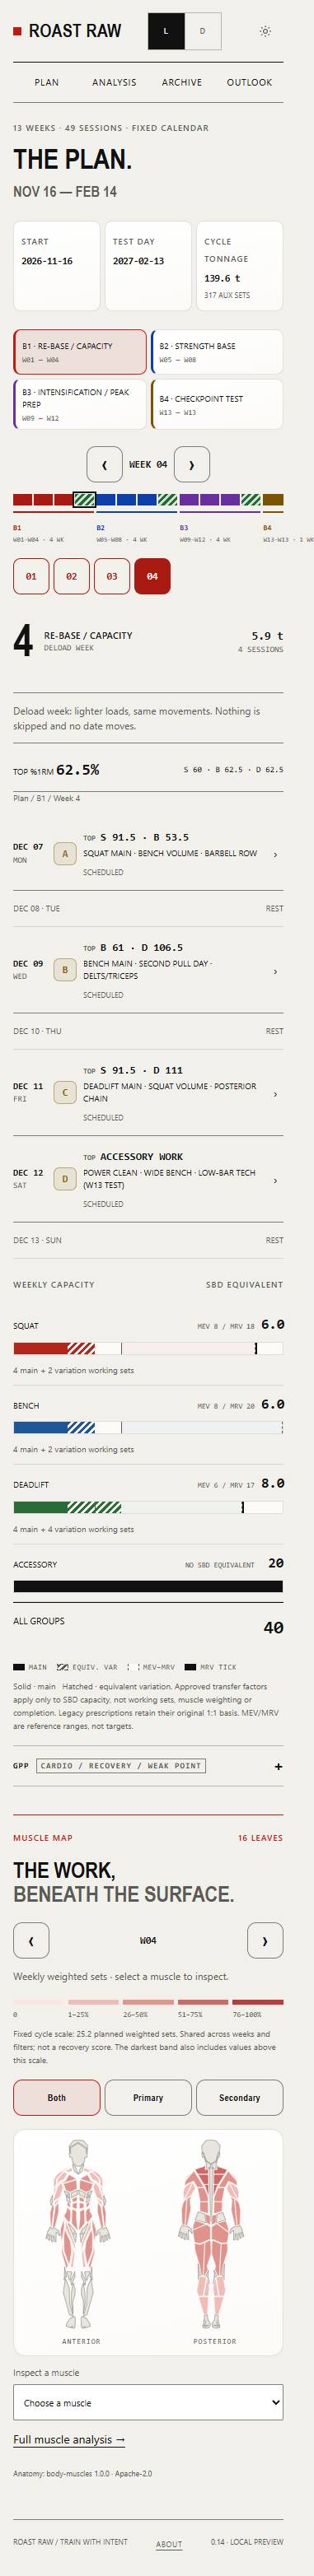 ROAST RAW
L D
PLAN ANALYSIS ARCHIVE OUTLOOK
13 WEEKS · 49 SESSIONS · FIXED CALENDAR
THE PLAN.
NOV 16 — FEB 14
START
2026-11-16
TEST DAY
2027-02-13
CYCLE
TONNAGE
139.6 t
317 AUX SETS
B1 · RE-BASE / CAPACITY
W01 — W04
B2 · STRENGTH BASE
W05 — W08
B3 · INTENSIFICATION / PEAK
PREP
W09 — W12
B4 · CHECKPOINT TEST
W13 — W13
‹ WEEK 04 ›
B1 B2 B3 B4
W01-W04 · 4 WK W05-W08 · 4 WK W09-W12 · 4 WK W13-W13 · 1 WK
01 02 03 04
4
RE-BASE / CAPACITY
DELOAD WEEK
5.9 t
4 SESSIONS
Deload week: lighter loads, same movements. Nothing is
skipped and no date moves.
TOP %1RM 62.5% S 60 · B 62.5 · D 62.5
Plan / B1 / Week 4
DEC 07
MON
A
TOP S 91.5 · B 53.5
SQUAT MAIN · BENCH VOLUME · BARBELL ROW
SCHEDULED
›
DEC 08 · TUE REST
DEC 09
WED
B
TOP B 61 · D 106.5
BENCH MAIN · SECOND PULL DAY ·
DELTS/TRICEPS
SCHEDULED
›
DEC 10 · THU REST
DEC 11
FRI
C
TOP S 91.5 · D 111
DEADLIFT MAIN · SQUAT VOLUME · POSTERIOR
CHAIN
SCHEDULED
›
DEC 12
SAT
D
TOP ACCESSORY WORK
POWER CLEAN · WIDE BENCH · LOW-BAR TECH
(W13 TEST)
SCHEDULED
›
DEC 13 · SUN REST
WEEKLY CAPACITY SBD EQUIVALENT
SQUAT MEV 8 / MRV 18 6.0
4 main + 2 variation working sets
BENCH MEV 8 / MRV 20 6.0
4 main + 2 variation working sets
DEADLIFT MEV 6 / MRV 17 8.0
4 main + 4 variation working sets
ACCESSORY NO SBD EQUIVALENT 20
ALL GROUPS 40
MAIN EQUIV. VAR MEV–MRV MRV TICK
Solid · main Hatched · equivalent variation. Approved transfer factors
apply only to SBD capacity, not working sets, muscle weighting or
completion. Legacy prescriptions retain their original 1:1 basis. MEV/MRV
are reference ranges, not targets.
GPP CARDIO / RECOVERY / WEAK POINT +
MUSCLE MAP 16 LEAVES
THE WORK,
BENEATH THE SURFACE.
‹ W04 ›
Weekly weighted sets · select a muscle to inspect.
0 1–25% 26–50% 51–75% 76–100%
Fixed cycle scale: 25.2 planned weighted sets. Shared across weeks and
filters; not a recovery score. The darkest band also includes values above
this scale.
Both Primary Secondary
ANTERIOR POSTERIOR
Inspect a muscle
Choose a muscle
Full muscle analysis →
Anatomy: body-muscles 1.0.0 · Apache-2.0
ROAST RAW / TRAIN WITH INTENT ABOUT 0.14 · LOCAL PREVIEW